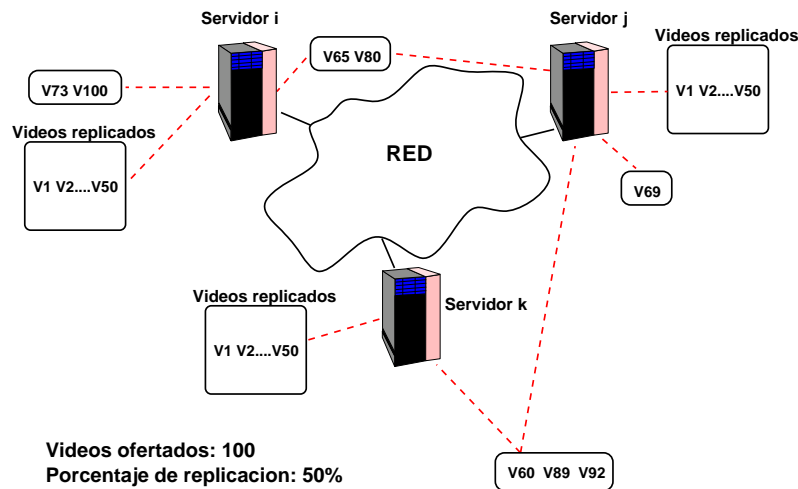 Servidor i
Servidor j
Videos replicados
V65 V80
V73 V100
V1 V2....V50
Videos replicados
V1 V2....V50
RED
V69
Videos replicados
Servidor k
V1 V2....V50
Videos ofertados: 100
Porcentaje de replicacion: 50%
V60 V89 V92